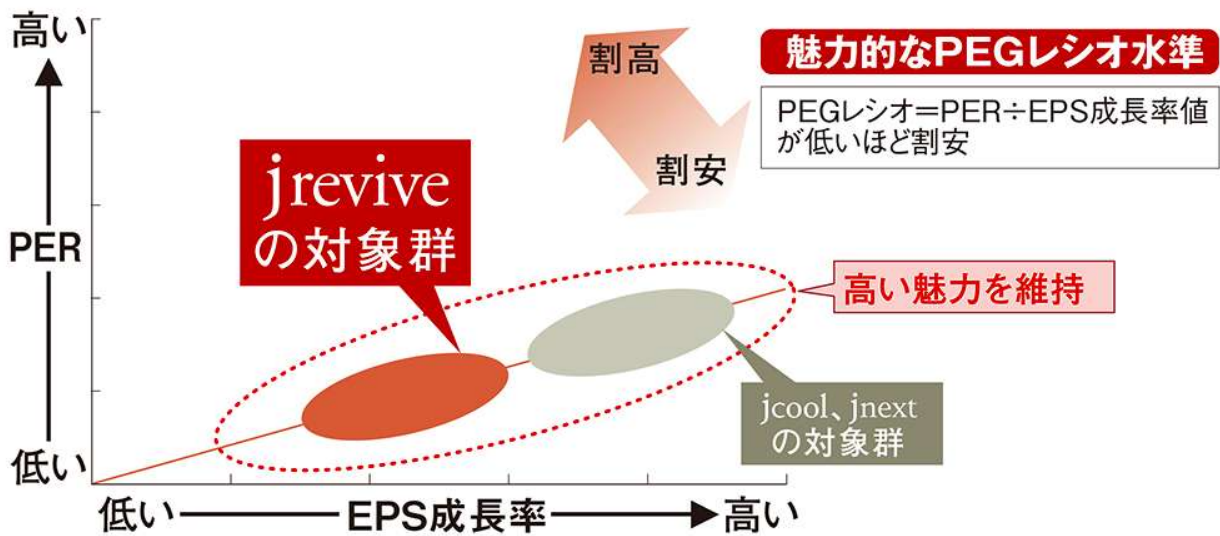 高い
割高
魅力的なPEGレシオ水準
PEGレシオ=PER÷EPS成長率値
が低いほど割安
割安
jrevive
の対象群
PER
高い魅力を維持
jcool、jnext
の対象群
低い
低い
EPS成長率
高い